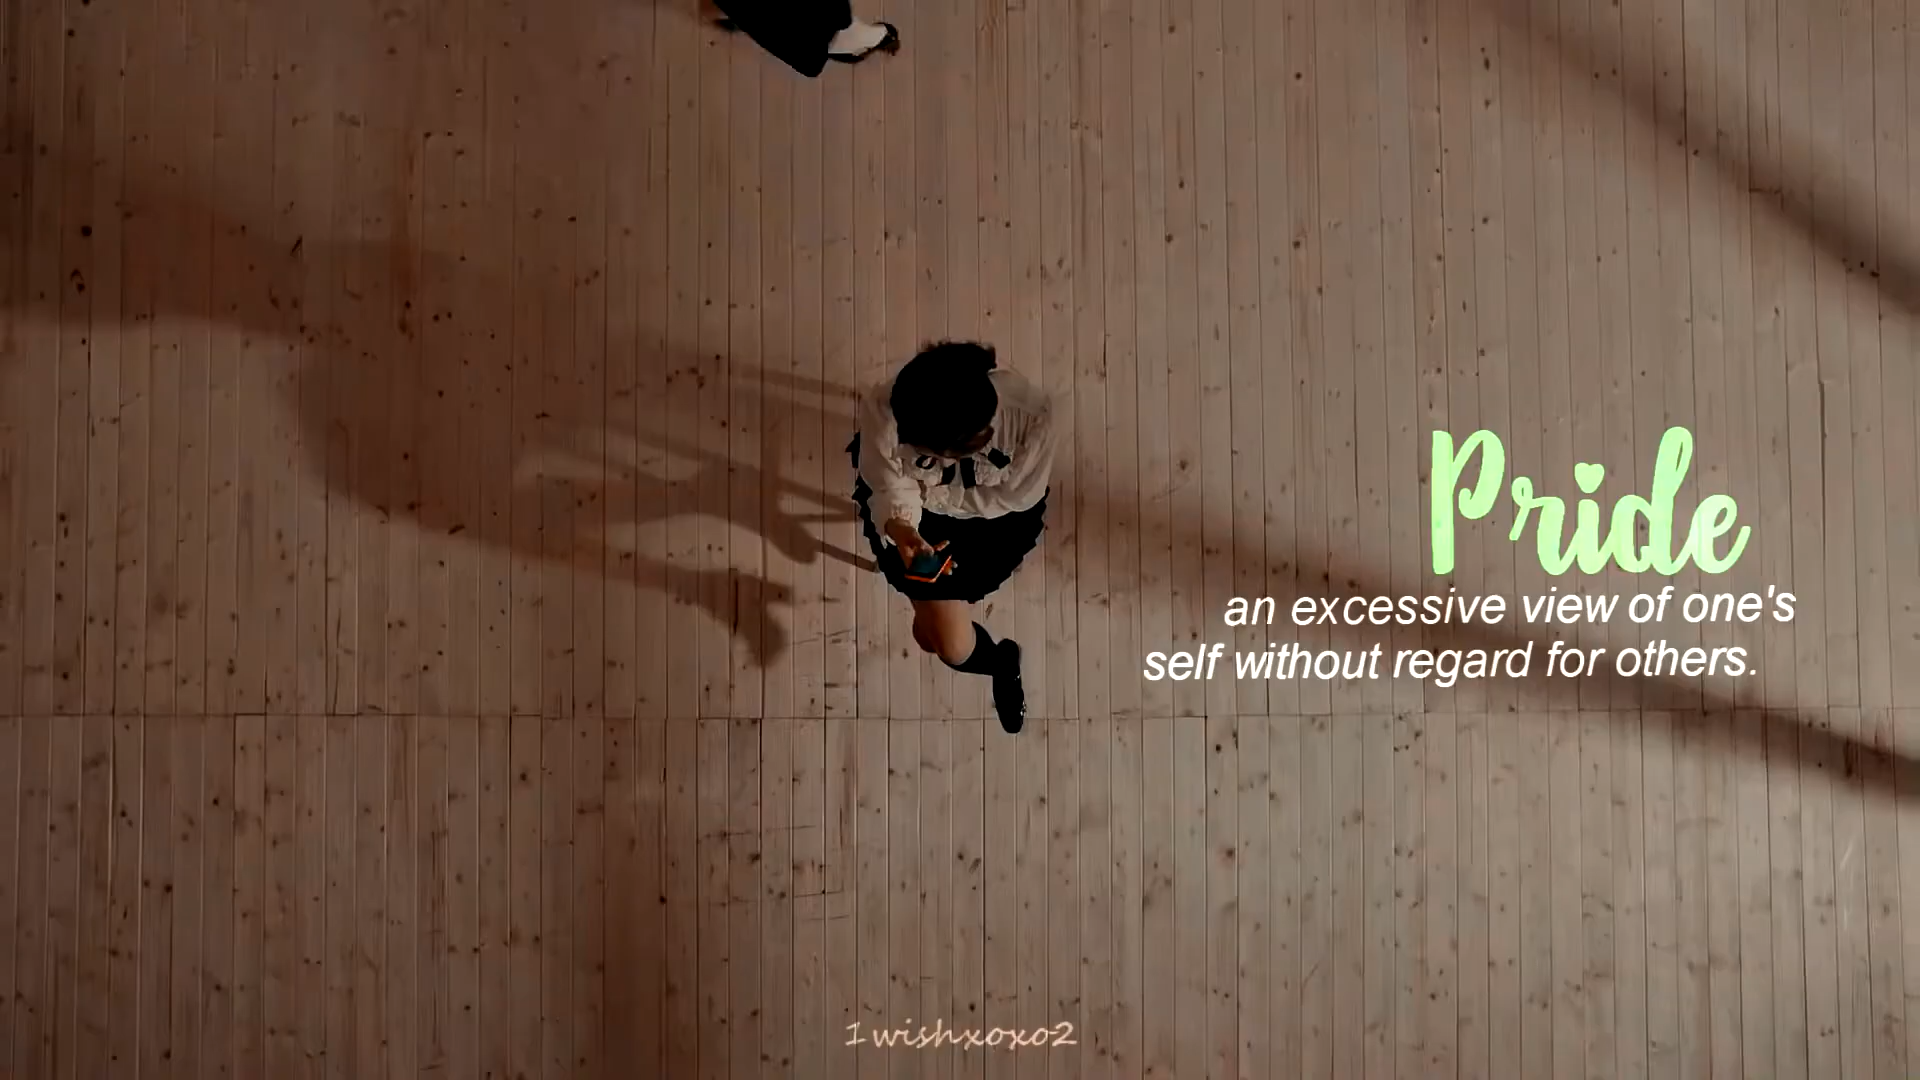 Pride
an excessive view of one's
self without regard for others.
1wishxoxo2